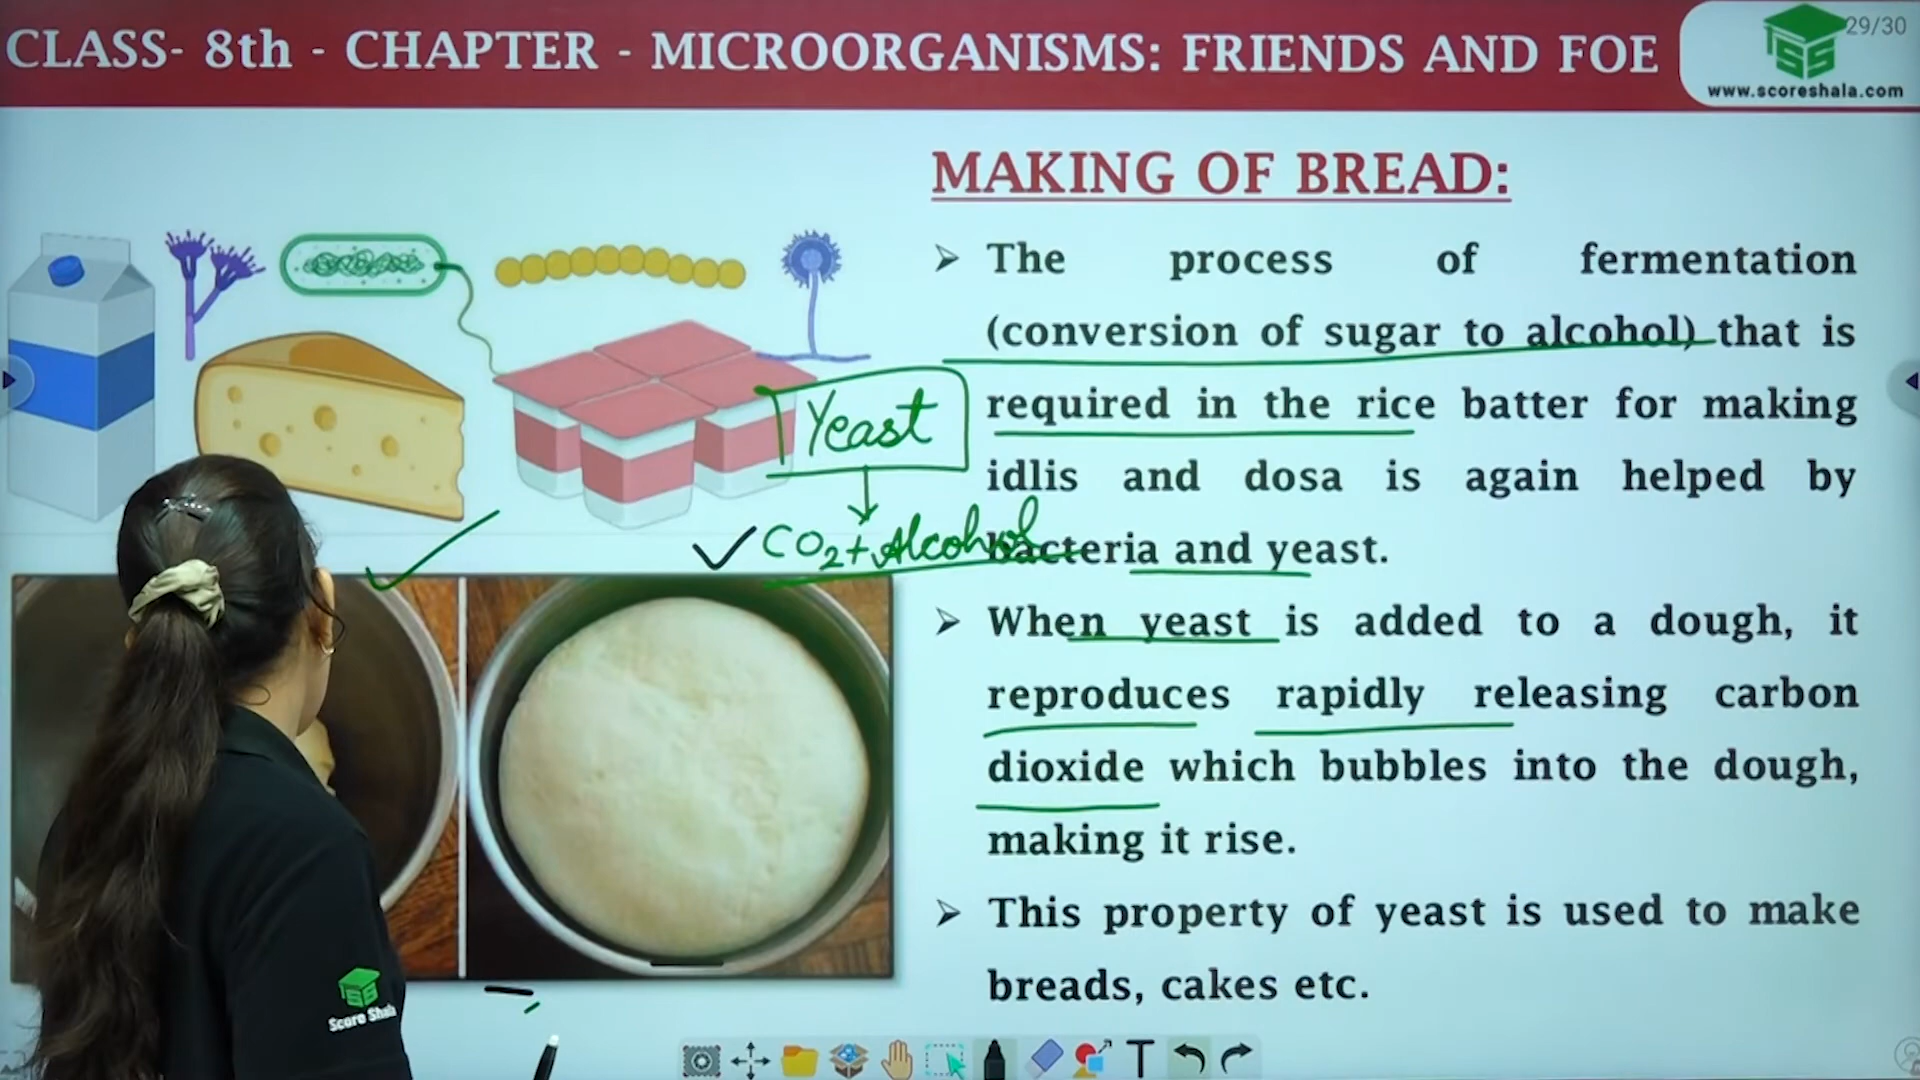 CLASS- 8th - CHAPTER - MICROORGANISMS: FRIENDS AND FOE
29/30
www.scoreshala.com
MAKING OF BREAD:
➢ The process of fermentation
(conversion of sugar to alcohol) that is
required in the rice batter for making
idlis and dosa is again helped by
bacteria and yeast.
➢ When yeast is added to a dough, it
reproduces rapidly releasing carbon
dioxide which bubbles into the dough,
making it rise.
➢ This property of yeast is used to make
breads, cakes etc.
Yeast
CO₂+Alcohol
Score Shala
T